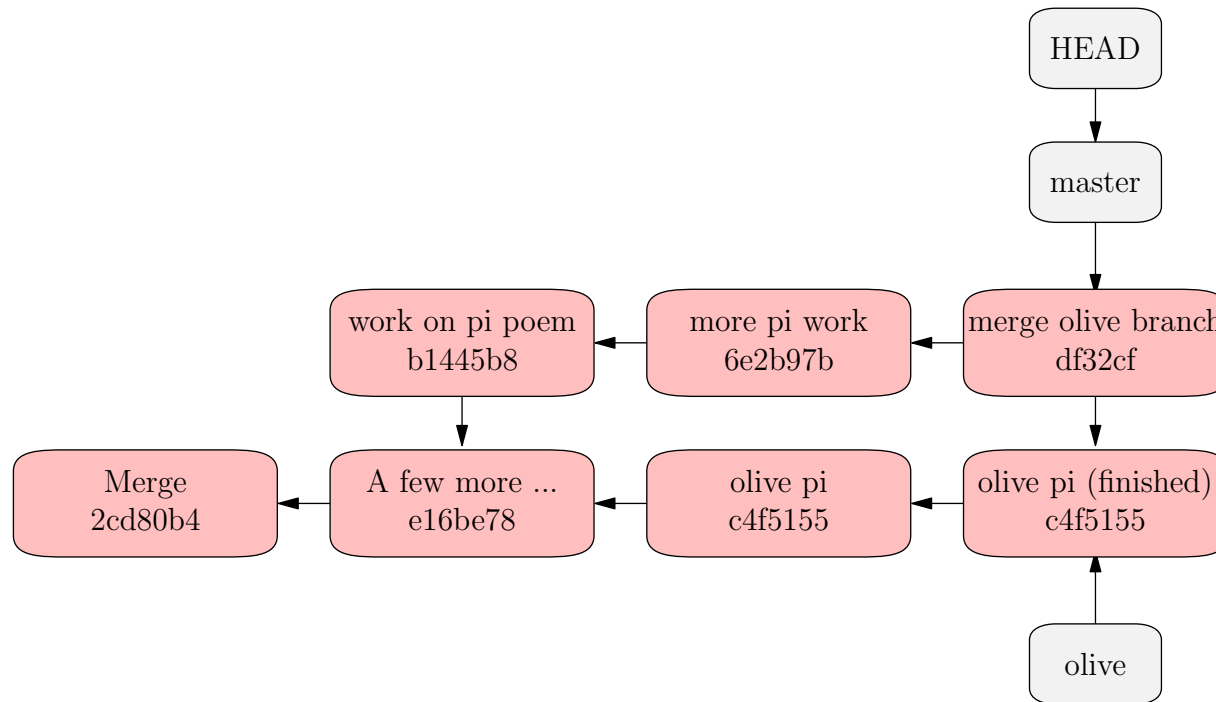 HEAD
master
work on pi poem
b1445b8
more pi work
6e2b97b
merge olive branch
df32cf
Merge
2cd80b4
A few more ...
e16be78
olive pi
c4f5155
olive pi (finished)
c4f5155
olive